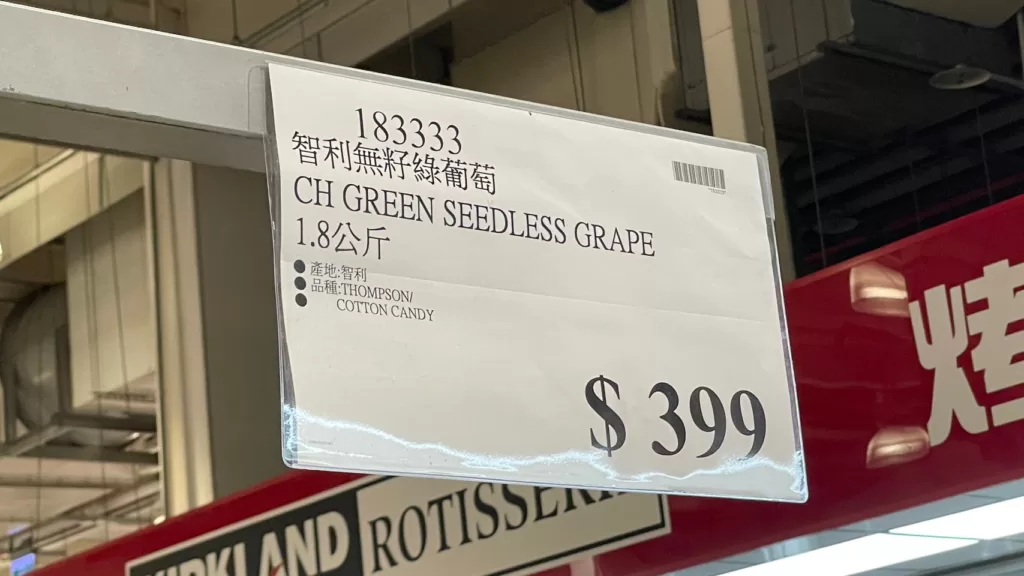 183333
智利無籽綠葡萄
CH GREEN SEEDLESS GRAPE
1.8公斤
產地:智利
品種:THOMPSON/
COTTON CANDY
$ 399
烤
KIRKLAND
ROTISSERIE